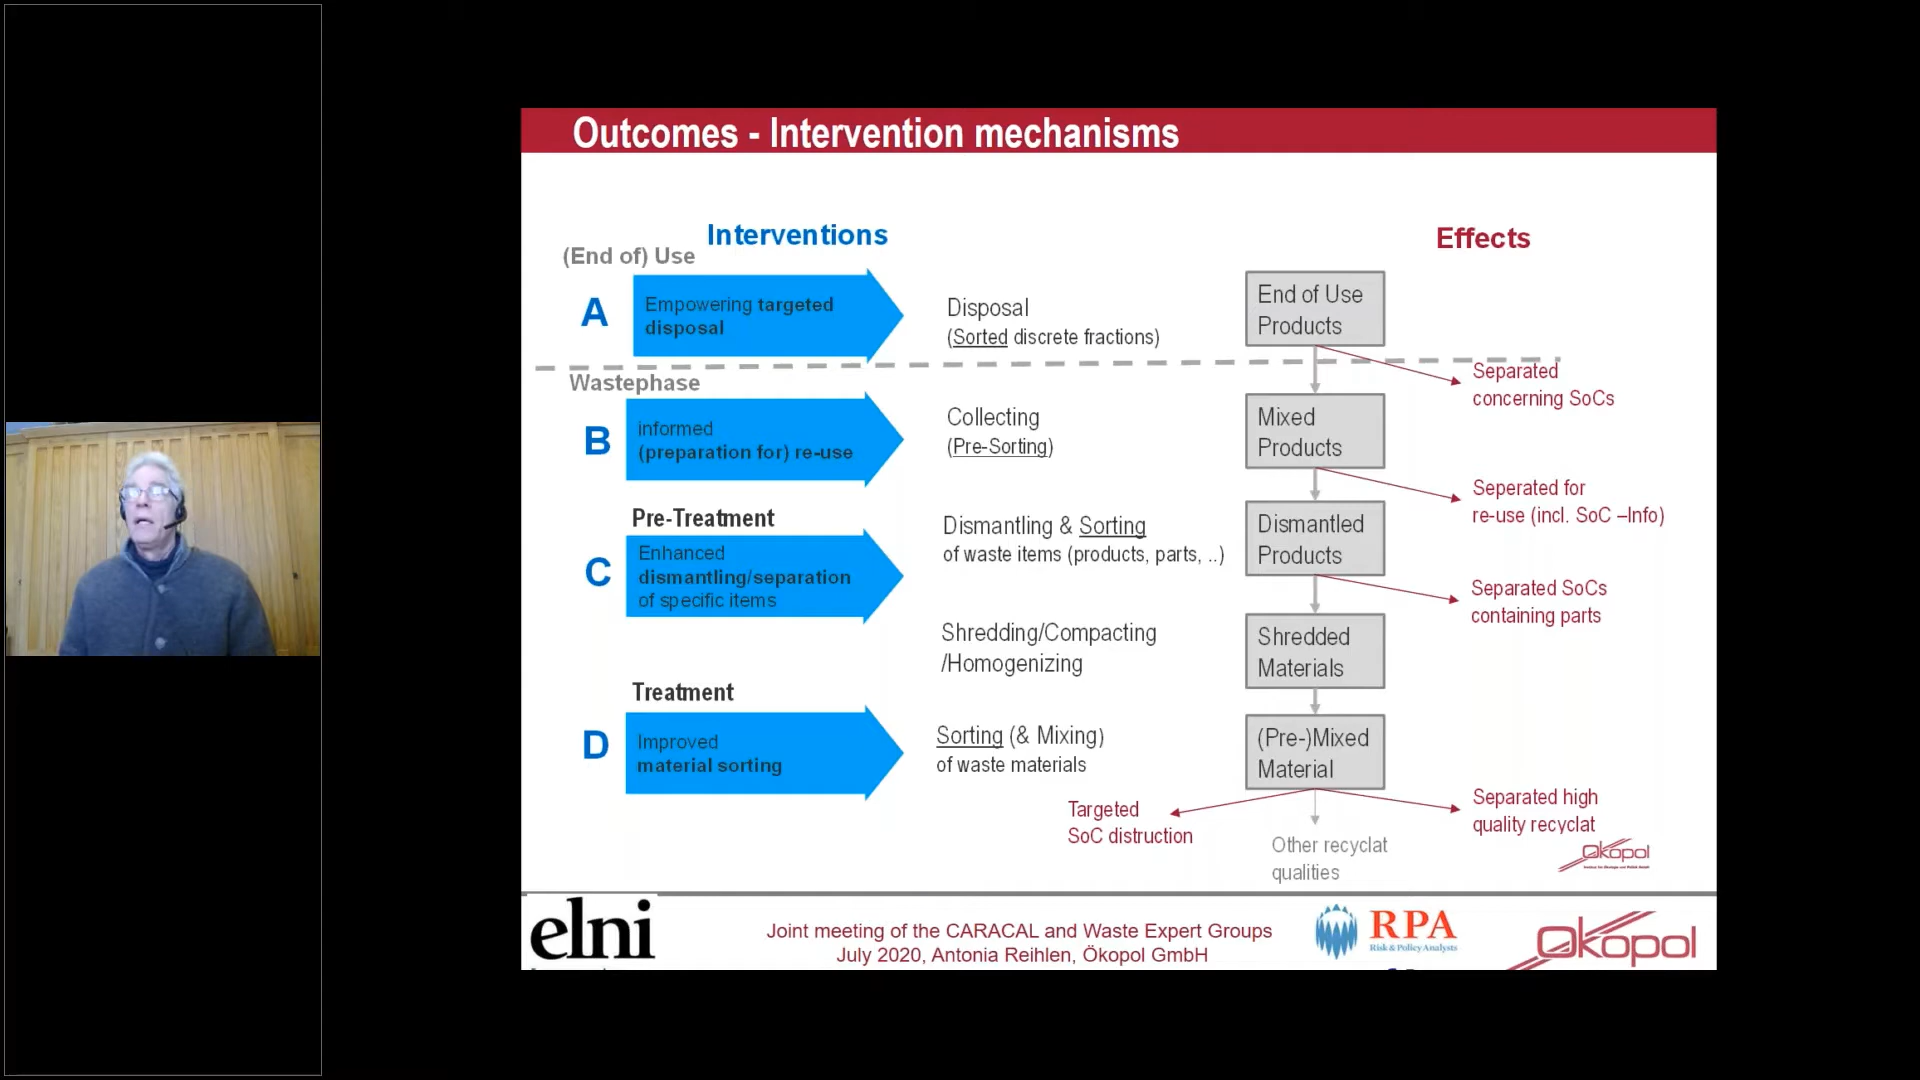 Outcomes - Intervention mechanisms
Interventions
Effects
(End of) Use
A
Empowering targeted
disposal
Disposal
(Sorted discrete fractions)
End of Use
Products
Wastephase
Separated
concerning SoCs
B
informed
(preparation for) re-use
Collecting
(Pre-Sorting)
Mixed
Products
Seperated for
re-use (incl. SoC –Info)
Pre-Treatment
C
Enhanced
dismantling/separation
of specific items
Dismantling & Sorting
of waste items (products, parts, ..)
Dismantled
Products
Separated SoCs
containing parts
Shredding/Compacting
/Homogenizing
Shredded
Materials
Treatment
D
Improved
material sorting
Sorting (& Mixing)
of waste materials
(Pre-)Mixed
Material
Targeted
SoC distruction
Separated high
quality recyclat
Other recyclat
qualities
Ökopol
elni
Joint meeting of the CARACAL and Waste Expert Groups
July 2020, Antonia Reihlen, Ökopol GmbH
RPA
Risk & Policy Analysts
Ökopol